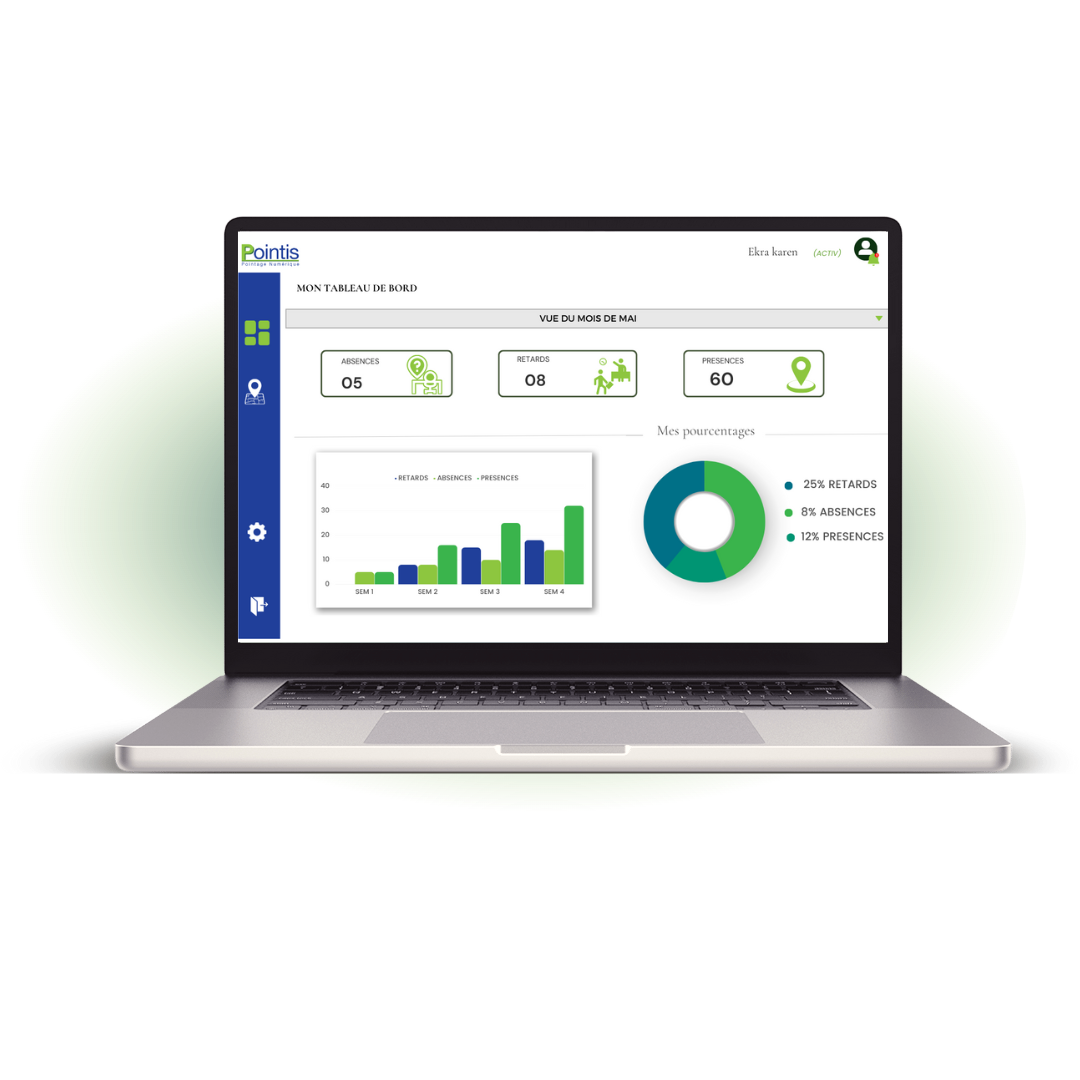 Pointis
Pointage Numérique
Ekra karen
(ACTIV)
MON TABLEAU DE BORD
VUE DU MOIS DE MAI
ABSENCES
05
RETARDS
08
PRESENCES
60
Mes pourcentages
RETARDS ABSENCES PRESENCES
40
30
20
10
0
SEM 1 SEM 2 SEM 3 SEM 4
25% RETARDS
8% ABSENCES
12% PRESENCES